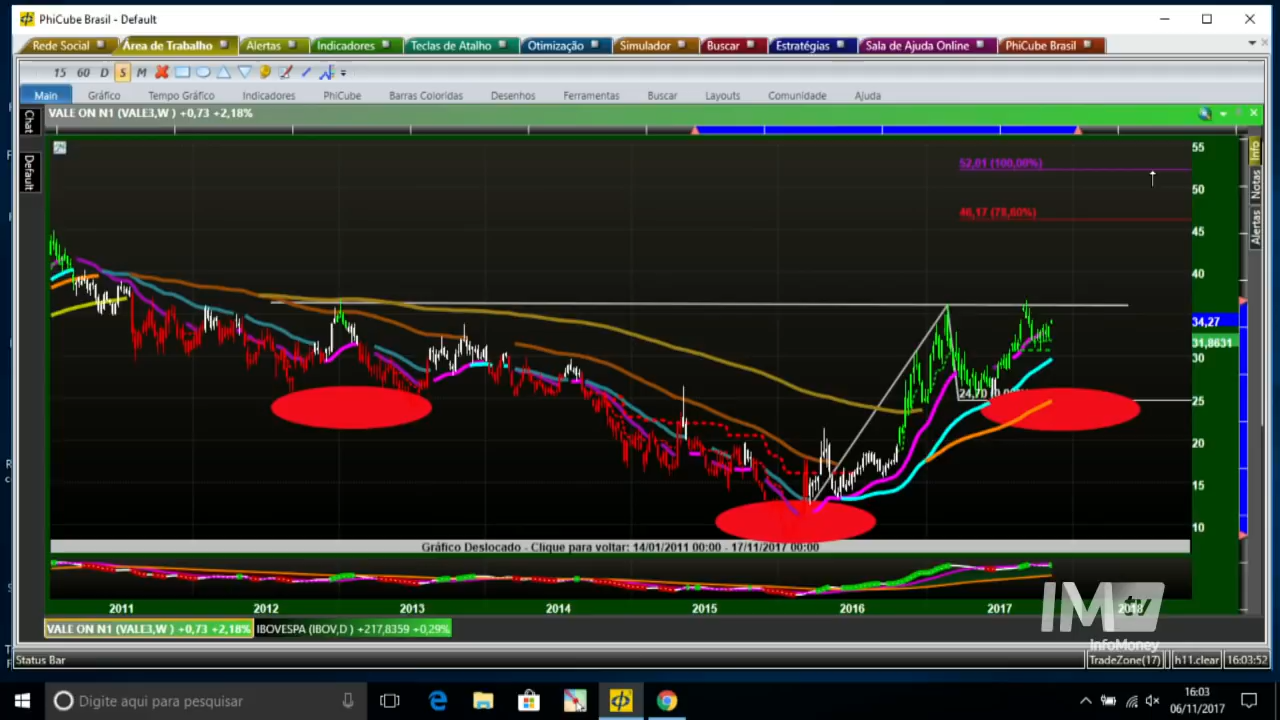 PhiCube Brasil - Default
Rede Social Área de Trabalho Alertas Indicadores Teclas de Atalho Otimização Simulador Buscar Estratégias Sala de Ajuda Online PhiCube Brasil
15 60 D S M
Main Gráfico Tempo Gráfico Indicadores PhiCube Barras Coloridas Desenhos Ferramentas Buscar Layouts Comunidade Ajuda
Chat
Default
VALE ON N1 (VALE3,W ) +0,73 +2,18%
Info
Notas
Alertas
55
52,01 (100,00%)
50
46,17 (78,60%)
45
40
34,27
31,8631
30
24,70
25
20
15
10
Gráfico Deslocado - Clique para voltar: 14/01/2011 00:00 - 17/11/2017 00:00
2011 2012 2013 2014 2015 2016 2017 2018
IMtv
InfoMoney
VALE ON N1 (VALE3,W ) +0,73 +2,18% IBOVESPA (IBOV,D ) +217,8359 +0,29%
Status Bar TradeZone(17) h11.clear 16:03:52
Digite aqui para pesquisar
16:03
06/11/2017